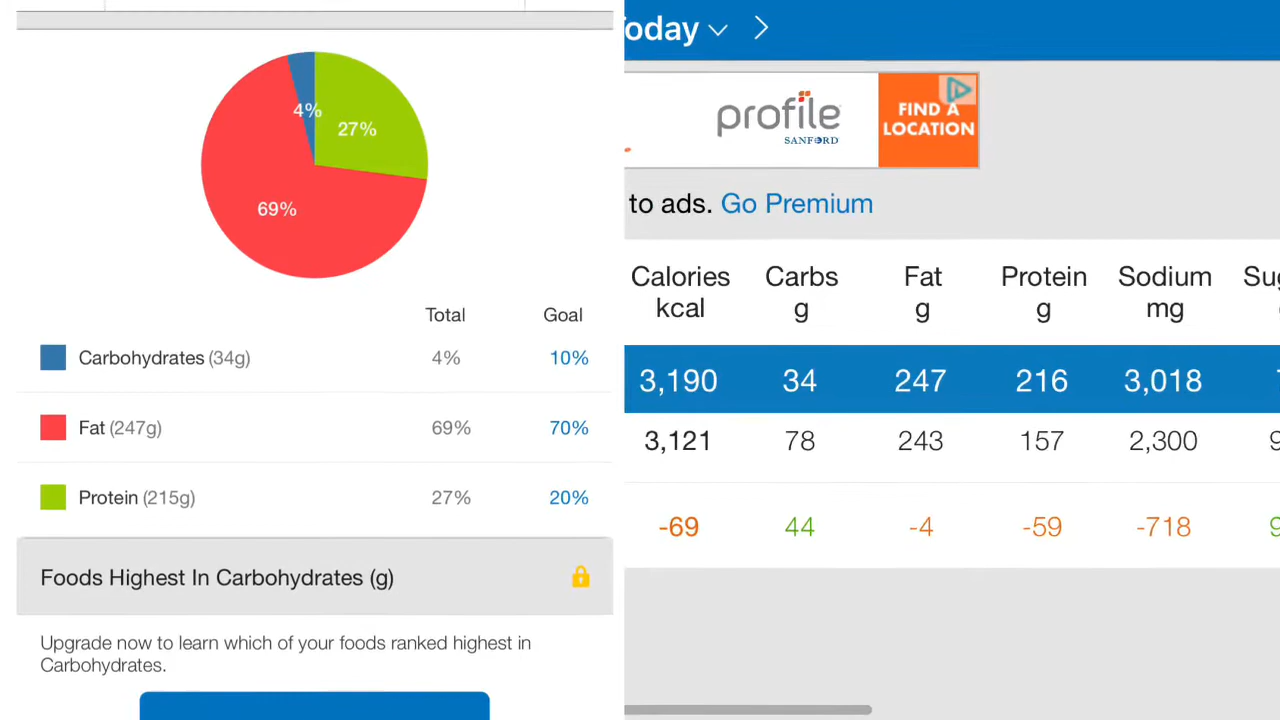 4%
27%
69%
Total Goal
Carbohydrates (34g) 4% 10%
Fat (247g) 69% 70%
Protein (215g) 27% 20%
Foods Highest In Carbohydrates (g)
Upgrade now to learn which of your foods ranked highest in
Carbohydrates.
oday
profile
SANFORD
FIND A
LOCATION
to ads. Go Premium
Calories Carbs Fat Protein Sodium Sug
kcal g g g mg
3,190 34 247 216 3,018
3,121 78 243 157 2,300 9
-69 44 -4 -59 -718 9